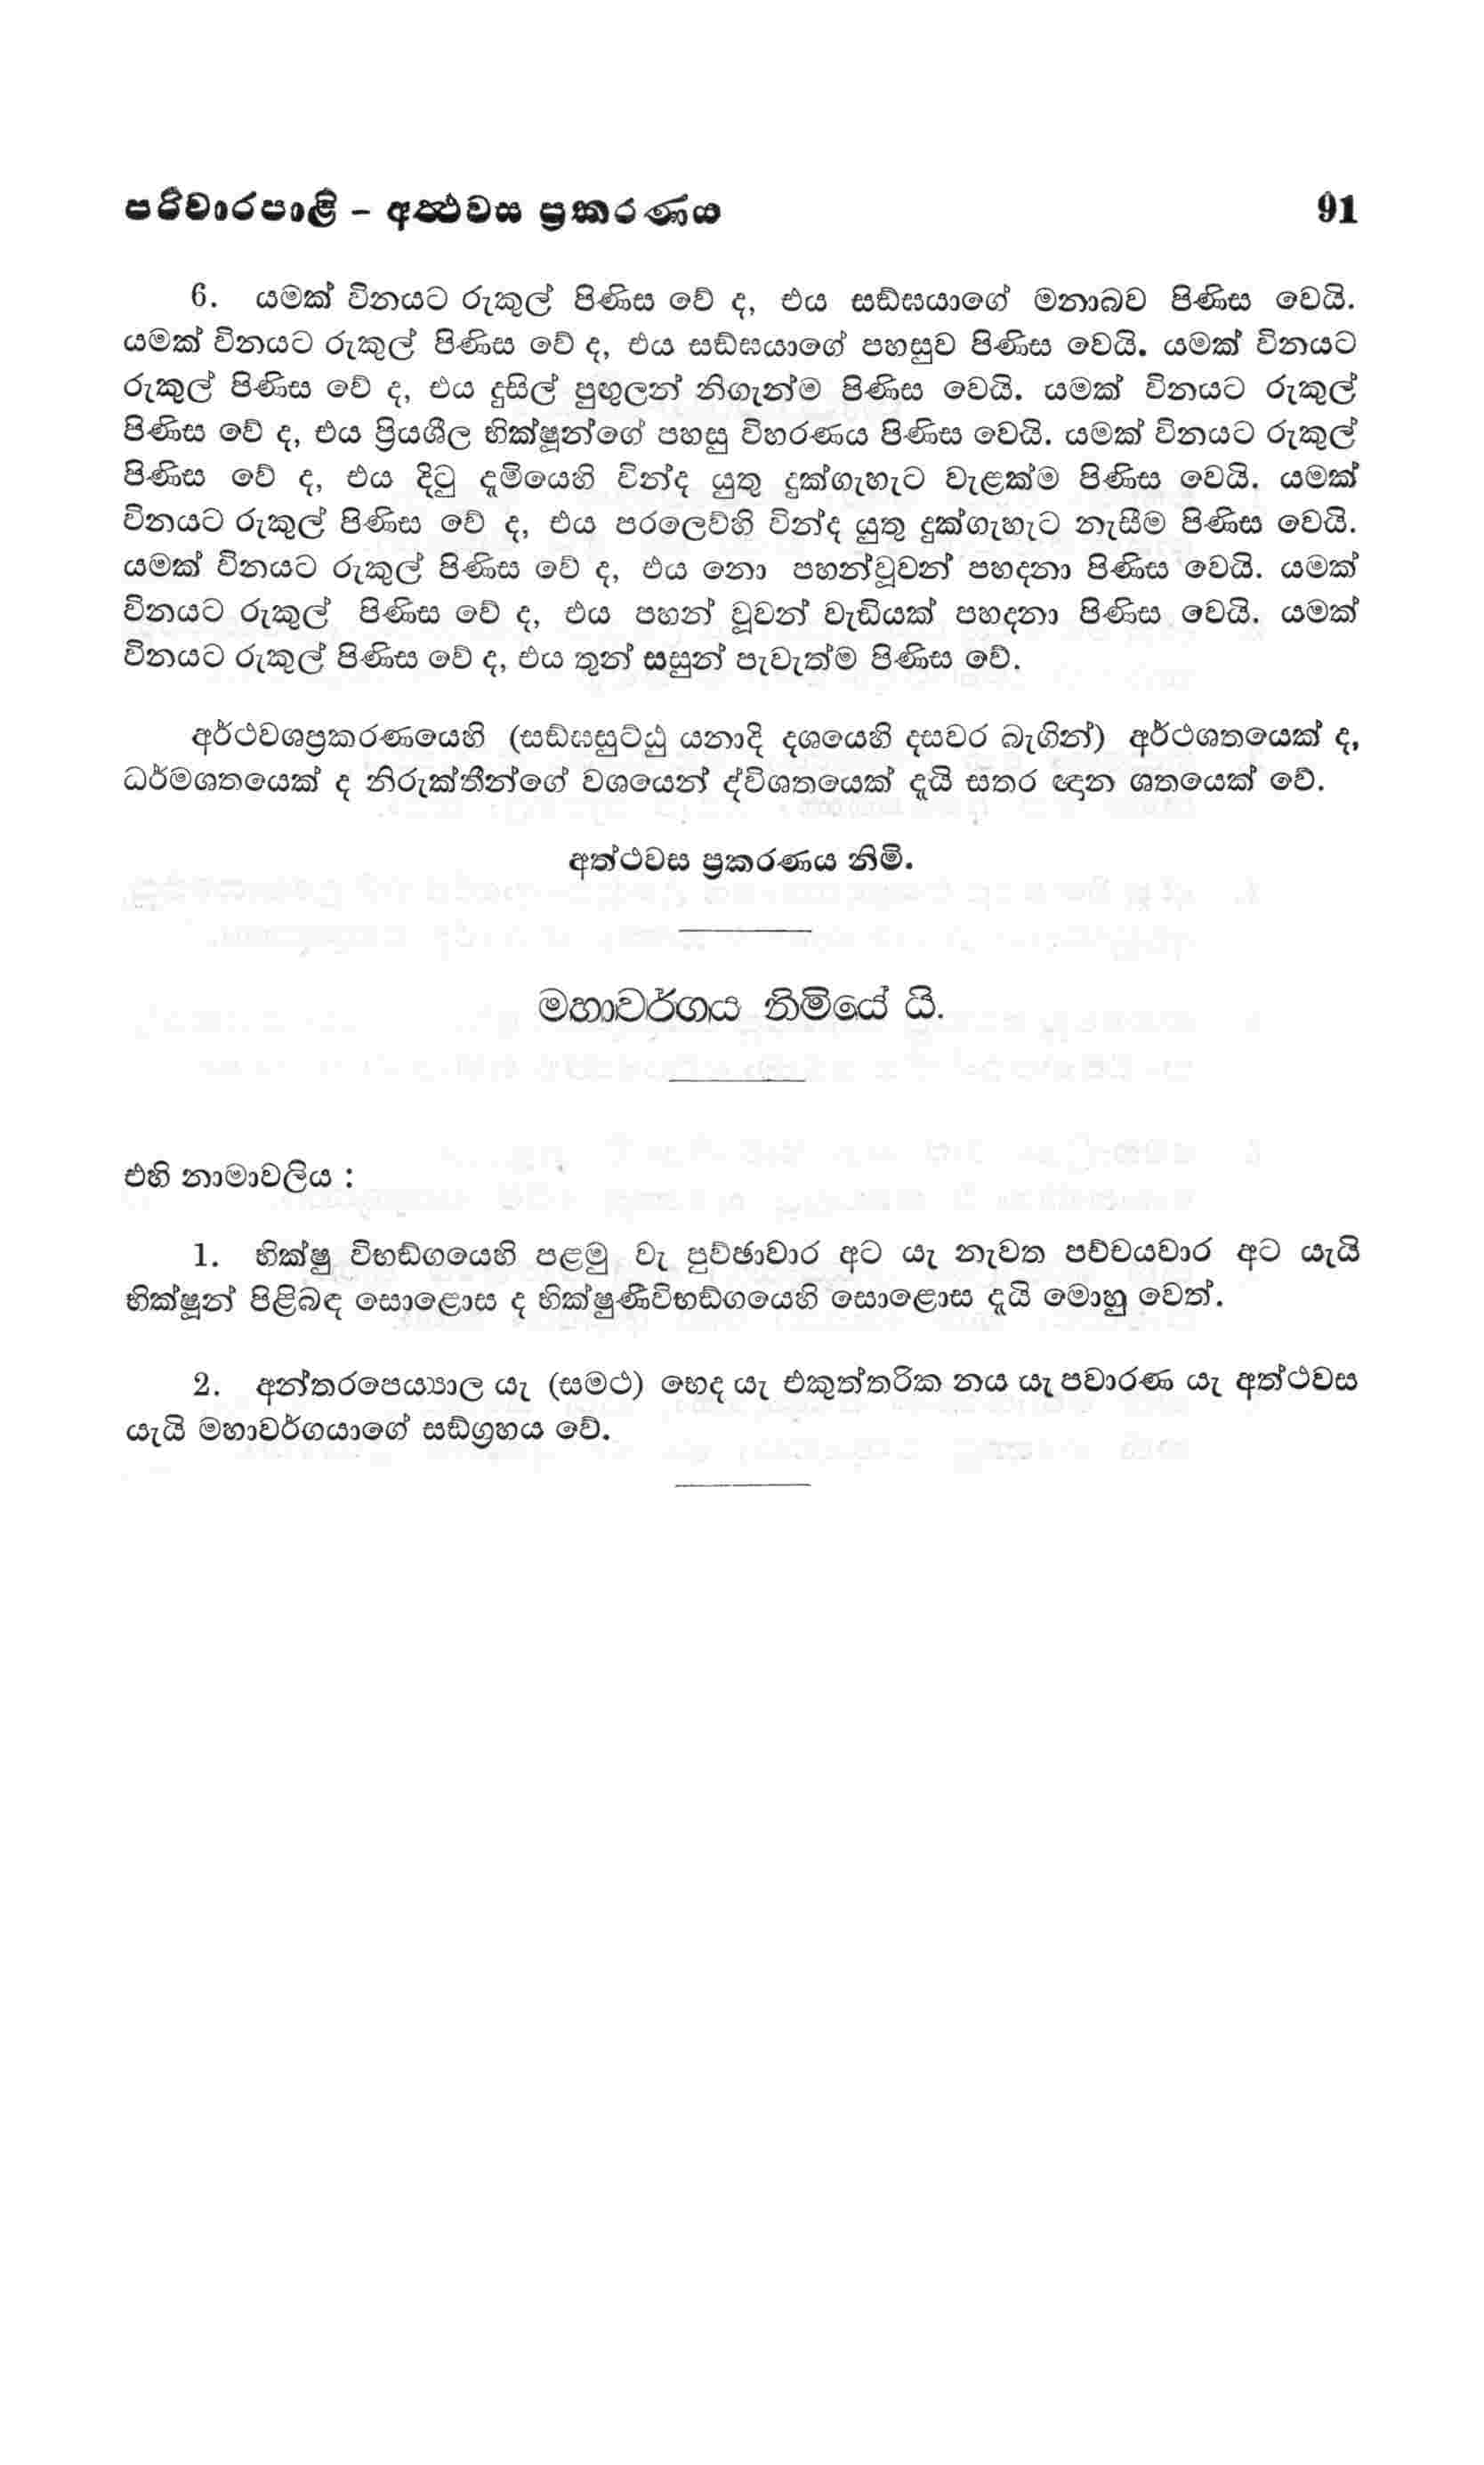 පරිවාරපාළි – අත්‍ථවස ප්‍රකරණය 91
6. යමක් විනයට රුකුල් පිණිස වේ ද, එය සඞ්ඝයාගේ මනාබව පිණිස වෙයි.
යමක් විනයට රුකුල් පිණිස වේ ද, එය සඞ්ඝයාගේ පහසුව පිණිස වෙයි. යමක් විනයට
රුකුල් පිණිස වේ ද, එය දුසිල් පුඟුලන් නිගැන්ම පිණිස වෙයි. යමක් විනයට රුකුල්
පිණිස වේ ද, එය ප්‍රියශීල භික්ෂූන්ගේ පහසු විහරණය පිණිස වෙයි. යමක් විනයට රුකුල්
පිණිස වේ ද, එය දිටු දැමියෙහි වින්ද යුතු දුක්ගැහැට වැළක්ම පිණිස වෙයි. යමක්
විනයට රුකුල් පිණිස වේ ද, එය පරලෙව්හි වින්ද යුතු දුක්ගැහැට නැසීම පිණිස වෙයි.
යමක් විනයට රුකුල් පිණිස වේ ද, එය නො පහන්වූවන් පහදනා පිණිස වෙයි. යමක්
විනයට රුකුල් පිණිස වේ ද, එය පහන් වූවන් වැඩියක් පහදනා පිණිස වෙයි. යමක්
විනයට රුකුල් පිණිස වේ ද, එය තුන් සසුන් පැවැත්ම පිණිස වේ.
අර්ථවශප්‍රකරණයෙහි (සඞ්ඝසුට්ඨු යනාදි දශයෙහි දසවර බැගින්) අර්ථශතයෙක් ද,
ධර්මශතයෙක් ද නිරුක්තීන්ගේ වශයෙන් ද්විශතයෙක් දැයි සතර ඥාන ශතයෙක් වේ.
අත්ථවස ප්‍රකරණය නිමි.
මහාවර්ගය නිමියේ යි.
එහි නාමාවලිය :
1. භික්ෂු විභඞ්ගයෙහි පළමු වැ පුච්ඡාවාර අට යැ නැවත පච්චයවාර අට යැයි
භික්ෂූන් පිළිබඳ සොළොස ද භික්ෂුණීවිභඞ්ගයෙහි සොළොස දැයි මොහු වෙත්.
2. අන්තරපෙය්‍යාල යැ (සමථ) භෙද යැ එකුත්තරික නය යැ පවාරණ යැ අත්ථවස
යැයි මහාවර්ගයාගේ සඞ්ග්‍රහය වේ.